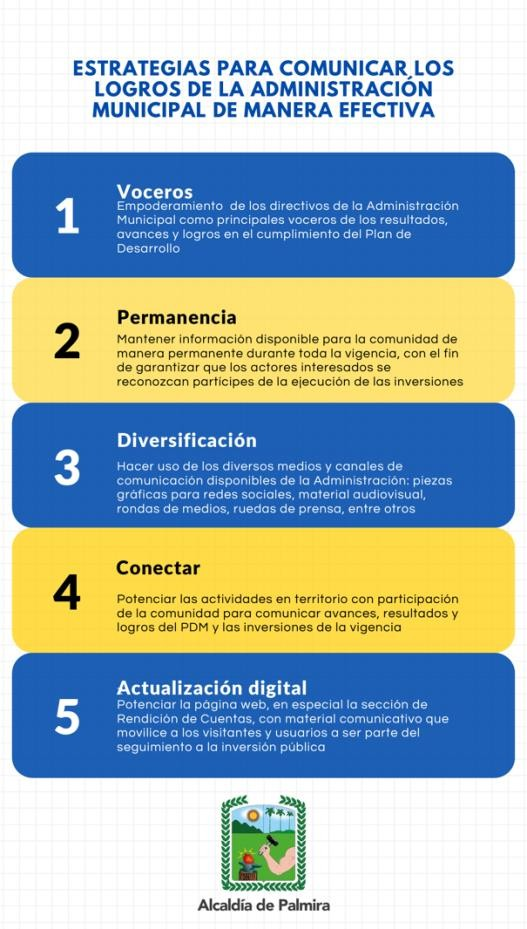 ESTRATEGIAS PARA COMUNICAR LOS
LOGROS DE LA ADMINISTRACIÓN
MUNICIPAL DE MANERA EFECTIVA
1
Voceros
Empoderamiento de los directivos de la Administración
Municipal como principales voceros de los resultados,
avances y logros en el cumplimiento del Plan de
Desarrollo
2
Permanencia
Mantener información disponible para la comunidad de
manera permanente durante toda la vigencia, con el fin
de garantizar que los actores interesados se
reconozcan partícipes de la ejecución de las inversiones
3
Diversificación
Hacer uso de los diversos medios y canales de
comunicación disponibles de la Administración: piezas
gráficas para redes sociales, material audiovisual,
rondas de medios, ruedas de prensa, entre otros
4
Conectar
Potenciar las actividades en territorio con participación
de la comunidad para comunicar avances, resultados y
logros del PDM y las inversiones de la vigencia
5
Actualización digital
Potenciar la página web, en especial la sección de
Rendición de Cuentas, con material comunicativo que
movilice a los visitantes y usuarios a ser parte del
seguimiento a la inversión pública
Alcaldía de Palmira